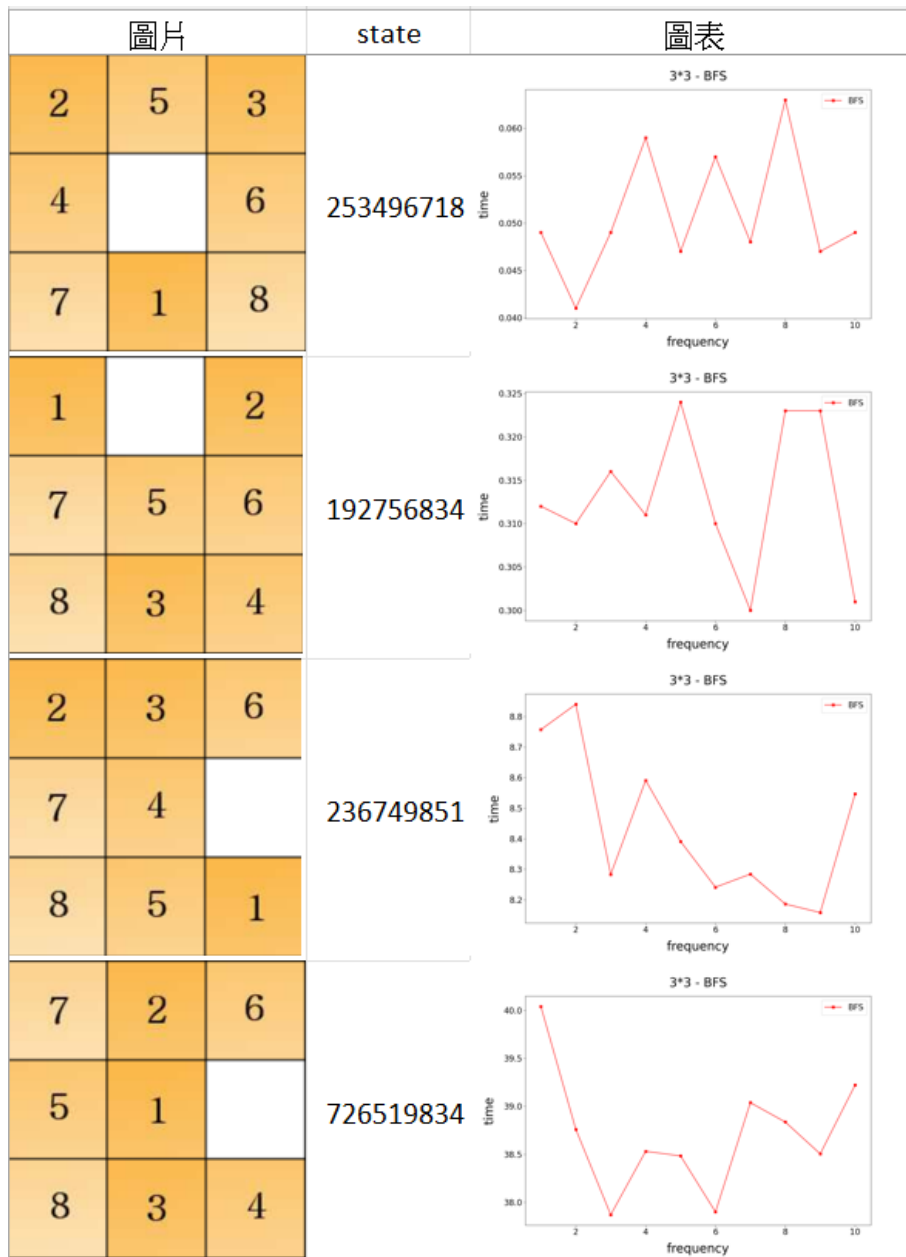 圖片 state 圖表
2 5 3
4 6
7 1 8
253496718
3*3 - BFS
BFS
0.060
0.055
0.050
0.045
0.040
time
2 4 6 8 10
frequency
1 2
7 5 6
8 3 4
192756834
3*3 - BFS
BFS
0.325
0.320
0.315
0.310
0.305
0.300
time
2 4 6 8 10
frequency
2 3 6
7 4
8 5 1
236749851
3*3 - BFS
BFS
8.8
8.7
8.6
8.5
8.4
8.3
8.2
time
2 4 6 8 10
frequency
7 2 6
5 1
8 3 4
726519834
3*3 - BFS
BFS
40.0
39.5
39.0
38.5
38.0
time
2 4 6 8 10
frequency